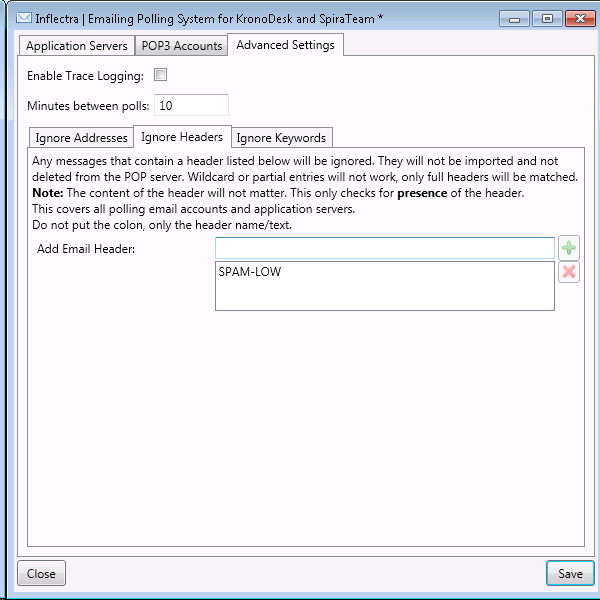 Inflectra | Emailing Polling System for KronoDesk and SpiraTeam *
Application Servers POP3 Accounts Advanced Settings
Enable Trace Logging:
Minutes between polls: 10
Ignore Addresses Ignore Headers Ignore Keywords
Any messages that contain a header listed below will be ignored. They will not be imported and not
deleted from the POP server. Wildcard or partial entries will not work, only full headers will be matched.
Note: The content of the header will not matter. This only checks for presence of the header.
This covers all polling email accounts and application servers.
Do not put the colon, only the header name/text.
Add Email Header:
SPAM-LOW
Close Save